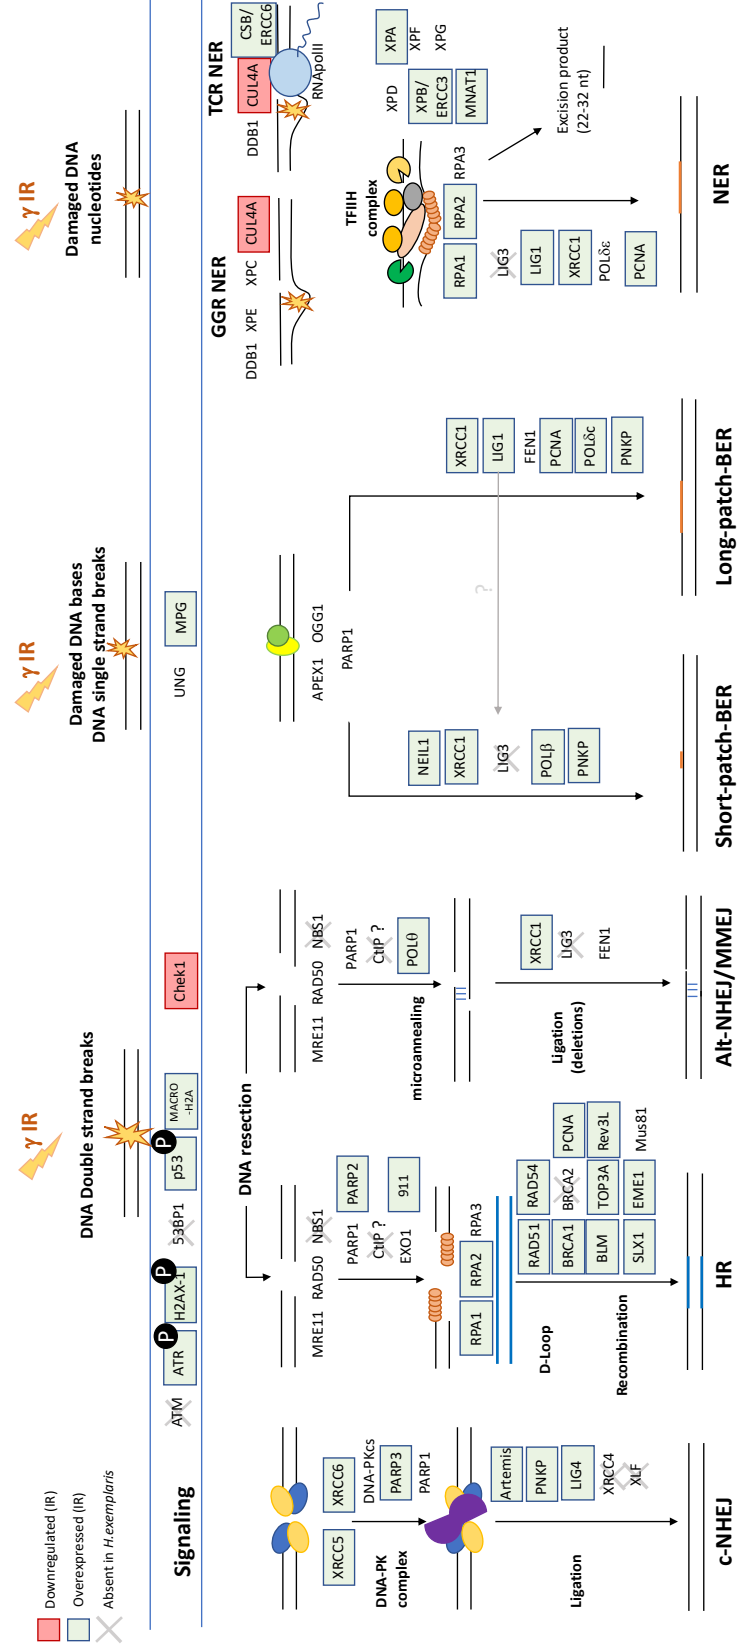 Downregulated (IR)
Overexpressed (IR)
Absent in H.exemplaris
γ IR
γ IR
γ IR
DNA Double strand breaks
Damaged DNA bases
DNA single strand breaks
Damaged DNA
nucleotides
Signaling
ATM
ATR
P
H2AX-1
P
53BP1
p53
P
MACRO
-H2A
Chek1
UNG
MPG
XRCC5
XRCC6
DNA-PKcs
PARP3
PARP1
DNA-PK
complex
Artemis
PNKP
LIG4
XRCC4
XLF
Ligation
c-NHEJ
DNA resection
MRE11
RAD50
NBS1
PARP1
PARP2
CtIP ?
EXO1
911
RPA1
RPA2
RPA3
D-Loop
RAD51
RAD54
BRCA1
BRCA2
PCNA
BLM
TOP3A
Rev3L
SLX1
EME1
Mus81
Recombination
HR
MRE11
RAD50
NBS1
PARP1
CtIP ?
POLθ
microannealing
XRCC1
LIG3
FEN1
Ligation
(deletions)
Alt-NHEJ/MMEJ
APEX1
OGG1
PARP1
NEIL1
XRCC1
LIG3
POLβ
PNKP
?
Short-patch-BER
XRCC1
LIG1
FEN1
PCNA
POLδc
PNKP
Long-patch-BER
GGR NER
DDB1
XPE
XPC
CUL4A
TCR NER
DDB1
CUL4A
CSB/
ERCC6
RNApolII
TFIIH
complex
XPD
XPA
XPB/
ERCC3
XPF
MNAT1
XPG
RPA1
RPA2
RPA3
LIG3
LIG1
XRCC1
POLδε
PCNA
Excision product
(22-32 nt)
NER